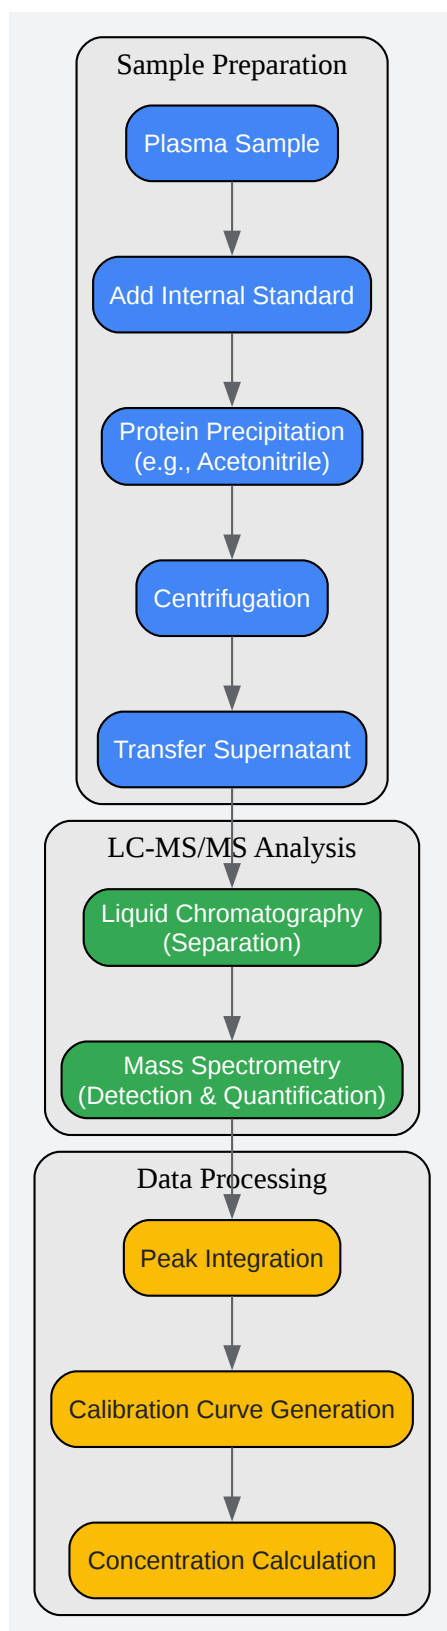 Sample Preparation
Plasma Sample
Add Internal Standard
Protein Precipitation
(e.g., Acetonitrile)
Centrifugation
Transfer Supernatant
LC-MS/MS Analysis
Liquid Chromatography
(Separation)
Mass Spectrometry
(Detection & Quantification)
Data Processing
Peak Integration
Calibration Curve Generation
Concentration Calculation